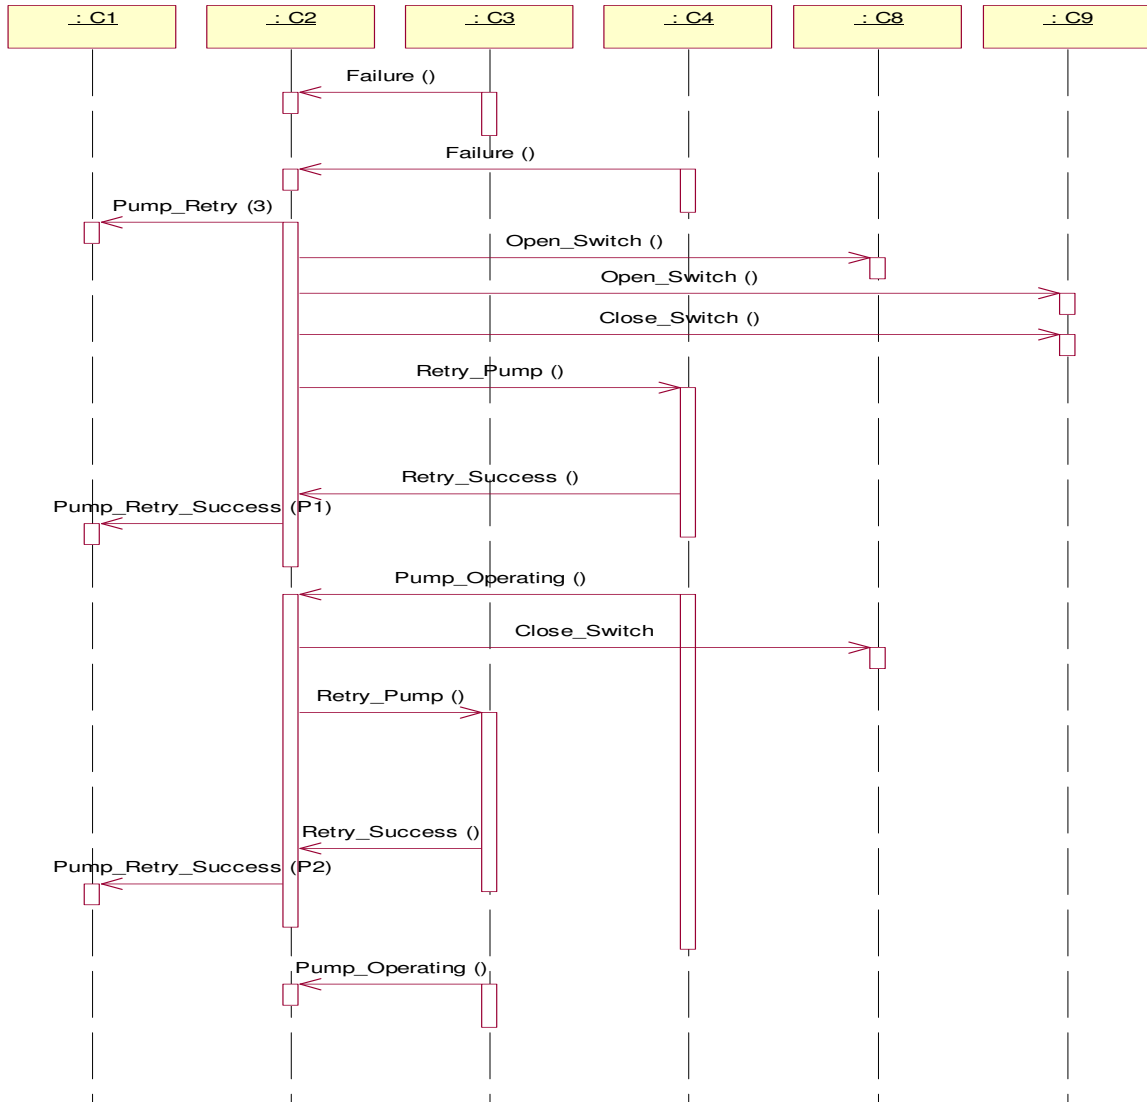 : C1
: C2
: C3
: C4
: C8
: C9
Failure ()
Failure ()
Pump_Retry (3)
Open_Switch ()
Open_Switch ()
Close_Switch ()
Retry_Pump ()
Retry_Success ()
Pump_Retry_Success (P1)
Pump_Operating ()
Close_Switch
Retry_Pump ()
Retry_Success ()
Pump_Retry_Success (P2)
Pump_Operating ()